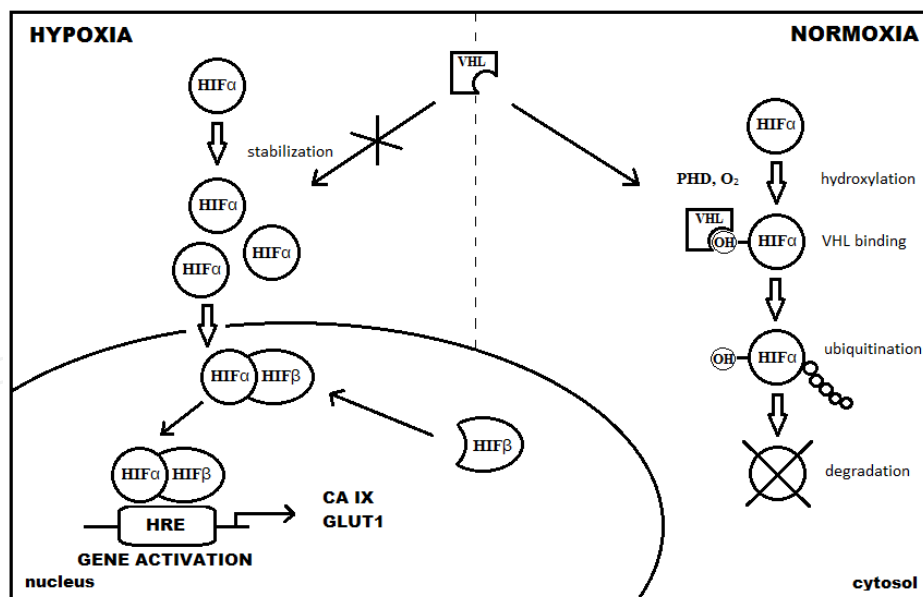 HYPOXIA
HIFα
stabilization
HIFα
HIFα
HIFα
VHL
NORMOXIA
HIFα
PHD, O₂
hydroxylation
VHL
OH
HIFα
VHL binding
OH
HIFα
ubiquitination
degradation
HIFα
HIFβ
HIFβ
HIFα
HIFβ
HRE
CA IX
GLUT1
GENE ACTIVATION
nucleus
cytosol